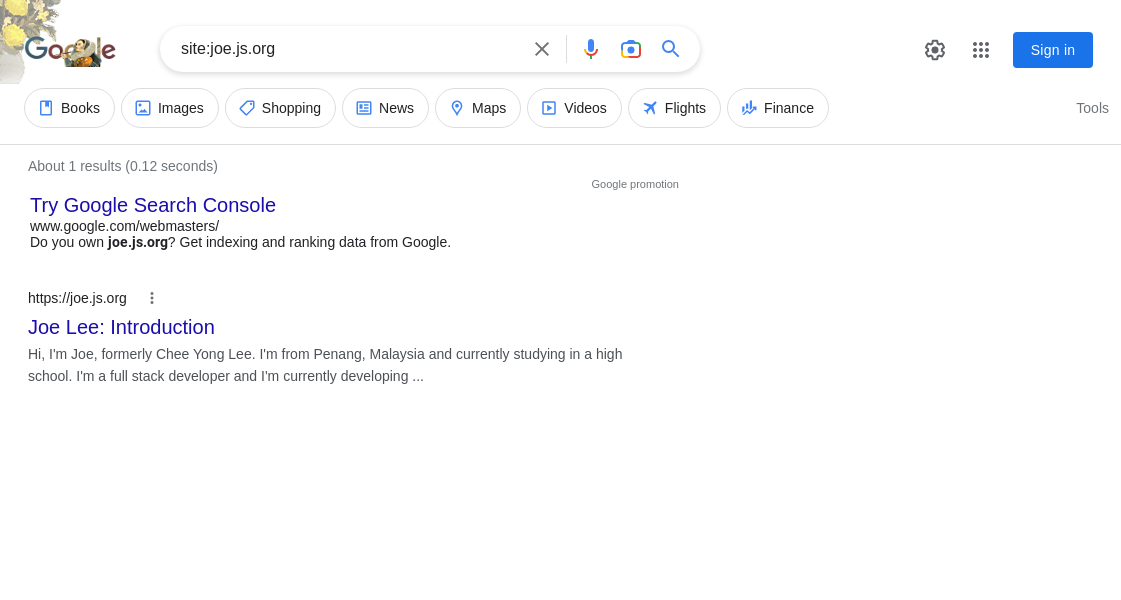 Google
site:joe.js.org
Sign in
Books
Images
Shopping
News
Maps
Videos
Flights
Finance
Tools
About 1 results (0.12 seconds)
Google promotion
Try Google Search Console
www.google.com/webmasters/
Do you own joe.js.org? Get indexing and ranking data from Google.
https://joe.js.org
Joe Lee: Introduction
Hi, I'm Joe, formerly Chee Yong Lee. I'm from Penang, Malaysia and currently studying in a high
school. I'm a full stack developer and I'm currently developing ...